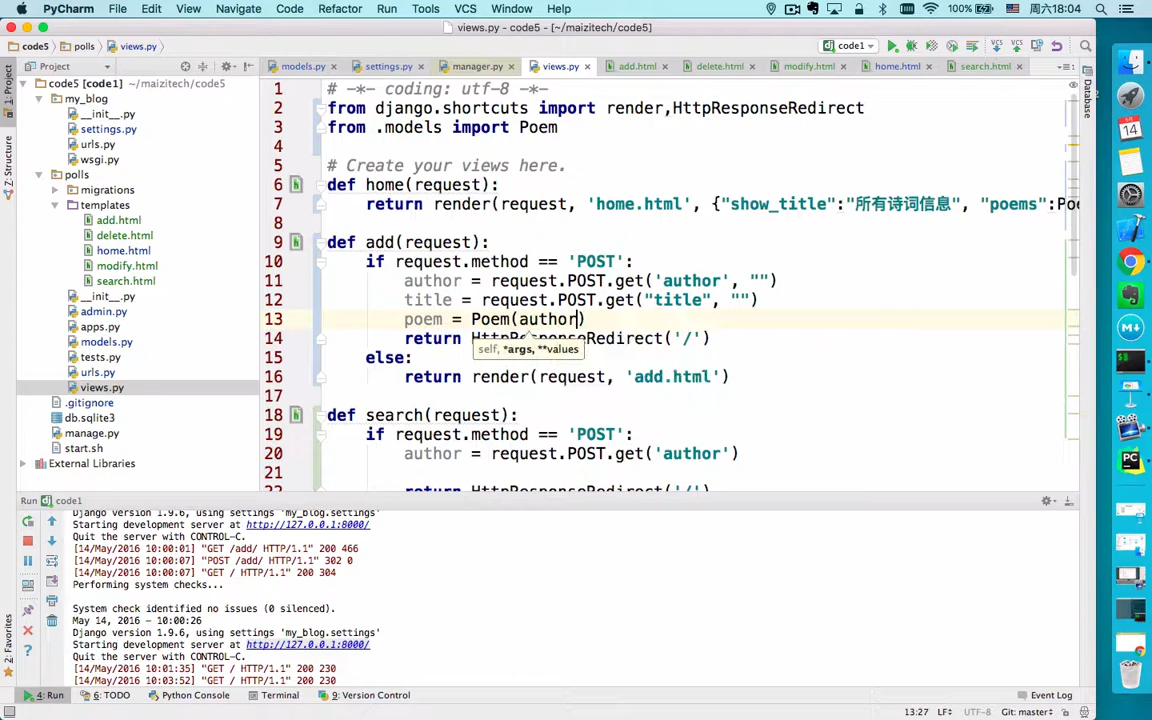 PyCharm File Edit View Navigate Code Refactor Run Tools VCS Window Help 100% 周六18:04
views.py - code5 - [~/maizitech/code5]
code5 polls views.py code1
1: Project
Project
models.py settings.py manager.py views.py add.html delete.html modify.html home.html search.html
code5 [code1] ~/maizitech/code5
my_blog
__init__.py
settings.py
urls.py
wsgi.py
polls
migrations
templates
add.html
delete.html
home.html
modify.html
search.html
__init__.py
admin.py
apps.py
models.py
tests.py
urls.py
views.py
.gitignore
db.sqlite3
manage.py
start.sh
External Libraries
7: Structure
2: Favorites
Database
1 # -*- coding: utf-8 -*-
2 from django.shortcuts import render,HttpResponseRedirect
3 from .models import Poem
4
5 # Create your views here.
6 def home(request):
7 return render(request, 'home.html', {"show_title":"所有诗词信息", "poems":Poe
8
9 def add(request):
10 if request.method == 'POST':
11 author = request.POST.get('author', "")
12 title = request.POST.get("title", "")
13 poem = Poem(author)
14 return HttpResponseRedirect('/')
self, *args, **values
15 else:
16 return render(request, 'add.html')
17
18 def search(request):
19 if request.method == 'POST':
20 author = request.POST.get('author')
21
return HttpResponseRedirect('/')
Run code1
Django version 1.9.6, using settings 'my_blog.settings'
Starting development server at http://127.0.0.1:8000/
Quit the server with CONTROL-C.
[14/May/2016 10:00:01] "GET /add/ HTTP/1.1" 200 466
[14/May/2016 10:00:07] "POST /add/ HTTP/1.1" 302 0
[14/May/2016 10:00:07] "GET / HTTP/1.1" 200 304
Performing system checks...
System check identified no issues (0 silenced).
May 14, 2016 - 10:00:26
Django version 1.9.6, using settings 'my_blog.settings'
Starting development server at http://127.0.0.1:8000/
Quit the server with CONTROL-C.
[14/May/2016 10:01:35] "GET / HTTP/1.1" 200 230
[14/May/2016 10:03:52] "GET / HTTP/1.1" 200 230
4: Run 6: TODO Python Console Terminal 9: Version Control Event Log
13:27 LF UTF-8 Git: master
14
PC